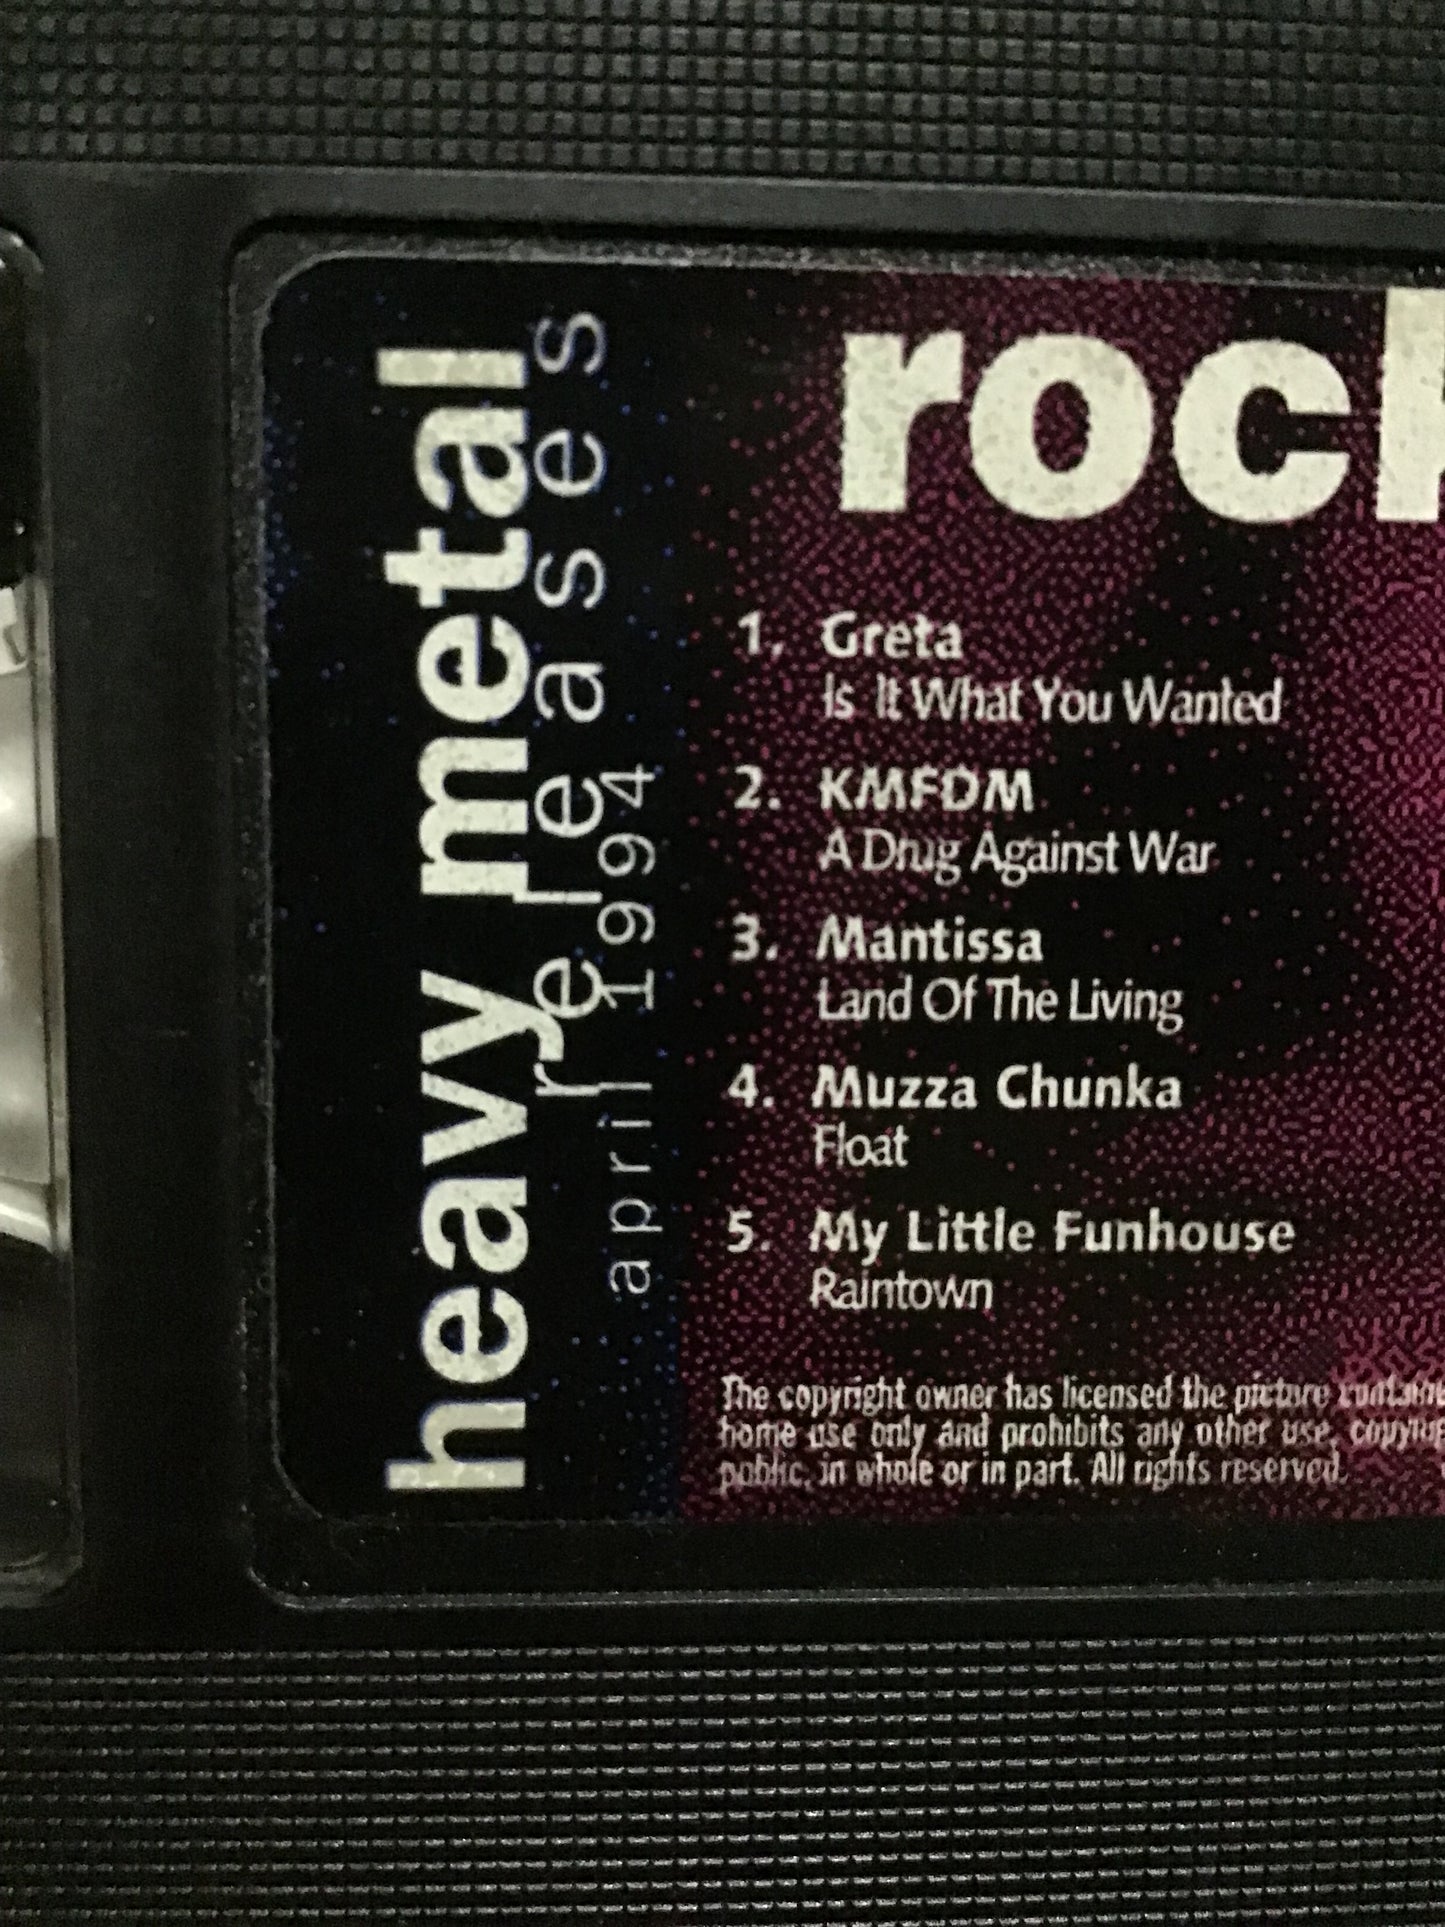 heavy metal
releases
april 1994
rock
1. Greta
Is It What You Wanted
2. KMFDM
A Drug Against War
3. Mantissa
Land Of The Living
4. Muzza Chunka
Float
5. My Little Funhouse
Raintown
The copyright owner has licensed the picture
home use only and prohibits any other use,
public, in whole or in part. All rights reserved.